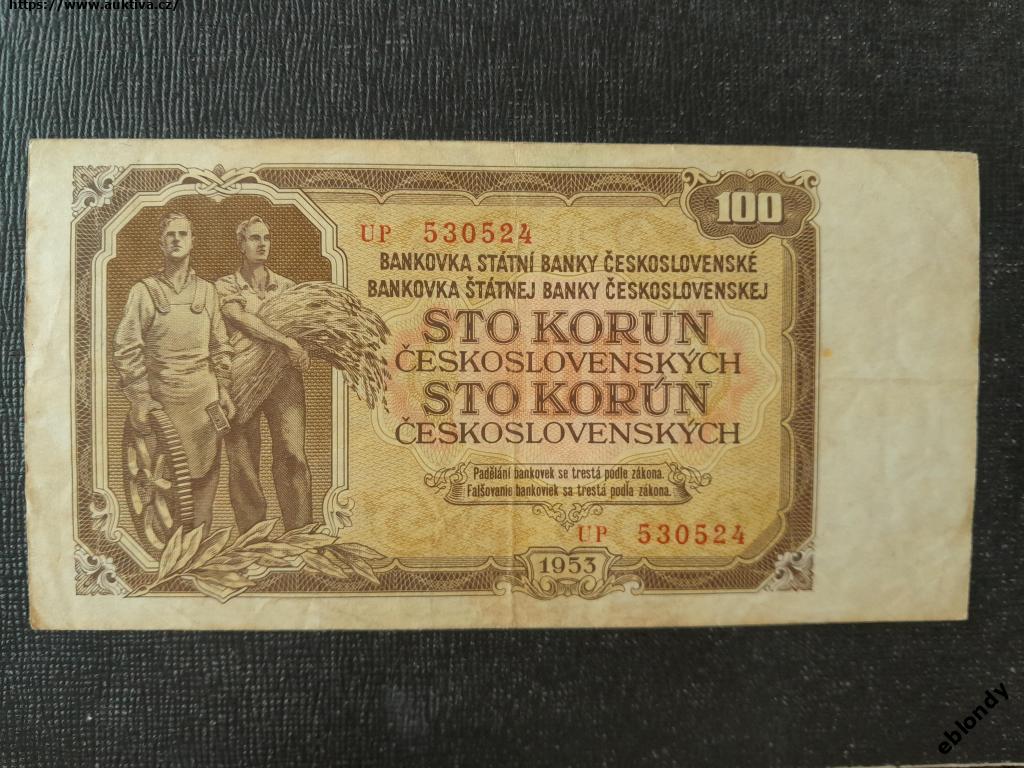 https://www.auktiva.cz/
100
UP 530524
BANKOVKA STÁTNÍ BANKY ČESKOSLOVENSKÉ
BANKOVKA ŠTÁTNEJ BANKY ČESKOSLOVENSKEJ
STO KORUN
ČESKOSLOVENSKÝCH
STO KORÚN
ČESKOSLOVENSKÝCH
Padělání bankovek se trestá podle zákona.
Falšovanie bankoviek sa trestá podľa zákona.
UP 530524
1953
eblondy